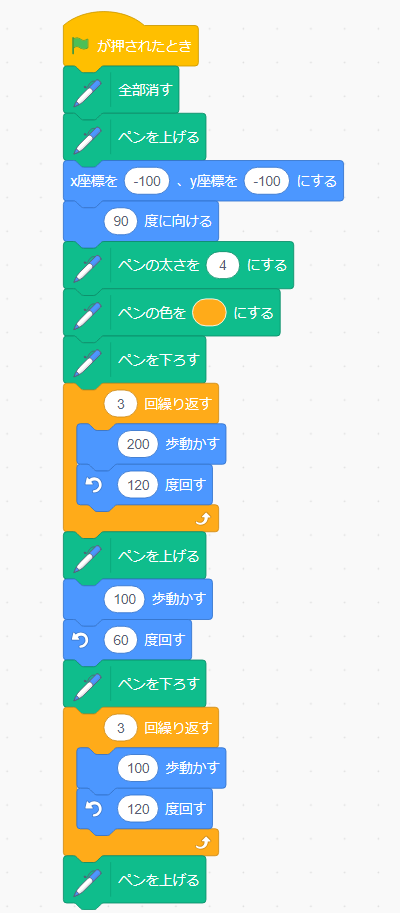 が押されたとき
全部消す
ペンを上げる
x座標を -100 、y座標を -100 にする
90 度に向ける
ペンの太さを 4 にする
ペンの色を にする
ペンを下ろす
3 回繰り返す
200 歩動かす
120 度回す
ペンを上げる
100 歩動かす
60 度回す
ペンを下ろす
3 回繰り返す
100 歩動かす
120 度回す
ペンを上げる